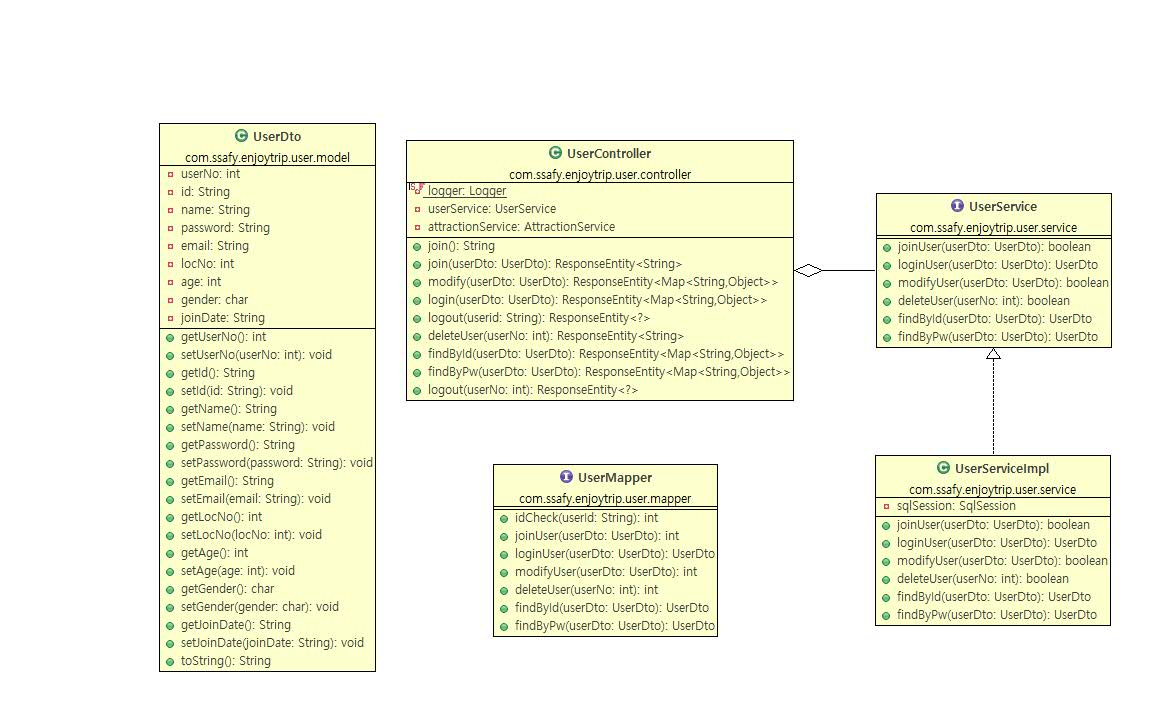 UserDto
com.ssafy.enjoytrip.user.model
userNo: int
id: String
name: String
password: String
email: String
locNo: int
age: int
gender: char
joinDate: String
getUserNo(): int
setUserNo(userNo: int): void
getId(): String
setId(id: String): void
getName(): String
setName(name: String): void
getPassword(): String
setPassword(password: String): void
getEmail(): String
setEmail(email: String): void
getLocNo(): int
setLocNo(locNo: int): void
getAge(): int
setAge(age: int): void
getGender(): char
setGender(gender: char): void
getJoinDate(): String
setJoinDate(joinDate: String): void
toString(): String
UserController
com.ssafy.enjoytrip.user.controller
logger: Logger
userService: UserService
attractionService: AttractionService
join(): String
join(userDto: UserDto): ResponseEntity<String>
modify(userDto: UserDto): ResponseEntity<Map<String,Object>>
login(userDto: UserDto): ResponseEntity<Map<String,Object>>
logout(userid: String): ResponseEntity<?>
deleteUser(userNo: int): ResponseEntity<String>
findById(userDto: UserDto): ResponseEntity<Map<String,Object>>
findByPw(userDto: UserDto): ResponseEntity<Map<String,Object>>
logout(userNo: int): ResponseEntity<?>
UserMapper
com.ssafy.enjoytrip.user.mapper
idCheck(userId: String): int
joinUser(userDto: UserDto): int
loginUser(userDto: UserDto): UserDto
modifyUser(userDto: UserDto): int
deleteUser(userNo: int): int
findById(userDto: UserDto): UserDto
findByPw(userDto: UserDto): UserDto
UserService
com.ssafy.enjoytrip.user.service
joinUser(userDto: UserDto): boolean
loginUser(userDto: UserDto): UserDto
modifyUser(userDto: UserDto): boolean
deleteUser(userNo: int): boolean
findById(userDto: UserDto): UserDto
findByPw(userDto: UserDto): UserDto
UserServiceImpl
com.ssafy.enjoytrip.user.service
sqlSession: SqlSession
joinUser(userDto: UserDto): boolean
loginUser(userDto: UserDto): UserDto
modifyUser(userDto: UserDto): boolean
deleteUser(userNo: int): boolean
findById(userDto: UserDto): UserDto
findByPw(userDto: UserDto): UserDto